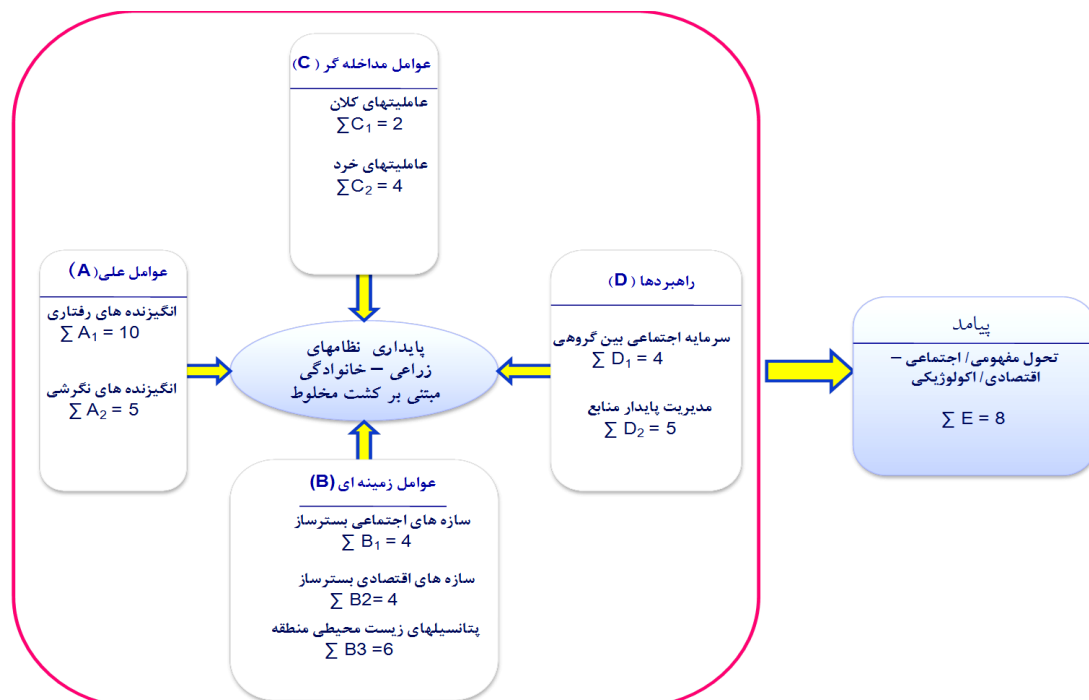 عوامل مداخله گر (C)
عاملیتهای کلان
∑C₁ = 2
عاملیتهای خرد
∑C₂ = 4
عوامل علی(A)
انگیزنده های رفتاری
∑ A₁ = 10
انگیزنده های نگرشی
∑ A₂ = 5
پایداری نظامهای
زراعی – خانوادگی
مبتنی بر کشت مخلوط
راهبردها (D)
سرمایه اجتماعی بین گروهی
∑ D₁ = 4
مدیریت پایدار منابع
∑ D₂ = 5
پیامد
تحول مفهومی/ اجتماعی –
اقتصادی/ اکولوژیکی
∑ E = 8
عوامل زمینه ای (B)
سازه های اجتماعی بسترساز
∑ B₁ = 4
سازه های اقتصادی بسترساز
∑ B2= 4
پتانسیلهای زیست محیطی منطقه
∑ B3 =6